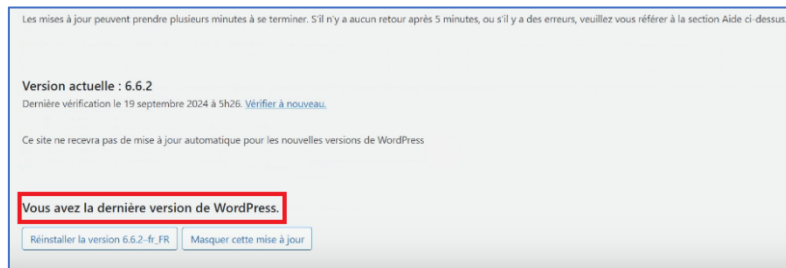 Les mises à jour peuvent prendre plusieurs minutes à se terminer. S'il n'y a aucun retour après 5 minutes, ou s'il y a des erreurs, veuillez vous référer à la section Aide ci-dessus.
Version actuelle : 6.6.2
Dernière vérification le 19 septembre 2024 à 5h26. Vérifier à nouveau.
Ce site ne recevra pas de mise à jour automatique pour les nouvelles versions de WordPress
Vous avez la dernière version de WordPress.
Réinstaller la version 6.6.2–fr_FR Masquer cette mise à jour